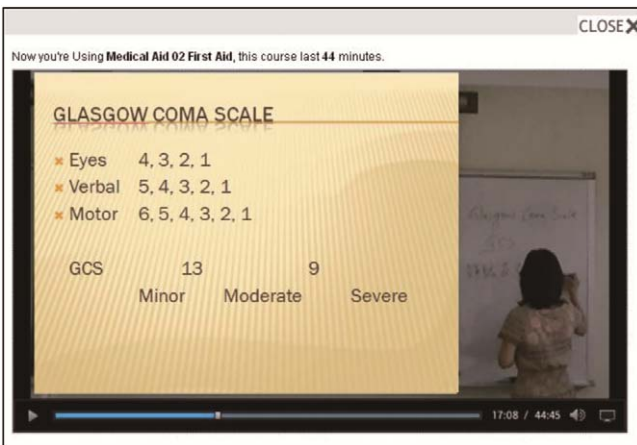 CLOSE X
Now you're Using Medical Aid 02 First Aid, this course last 44 minutes.
GLASGOW COMA SCALE
Eyes 4, 3, 2, 1
Verbal 5, 4, 3, 2, 1
Motor 6, 5, 4, 3, 2, 1
GCS 13 9
Minor Moderate Severe
Glasgow Coma Scale
17:08 / 44:45